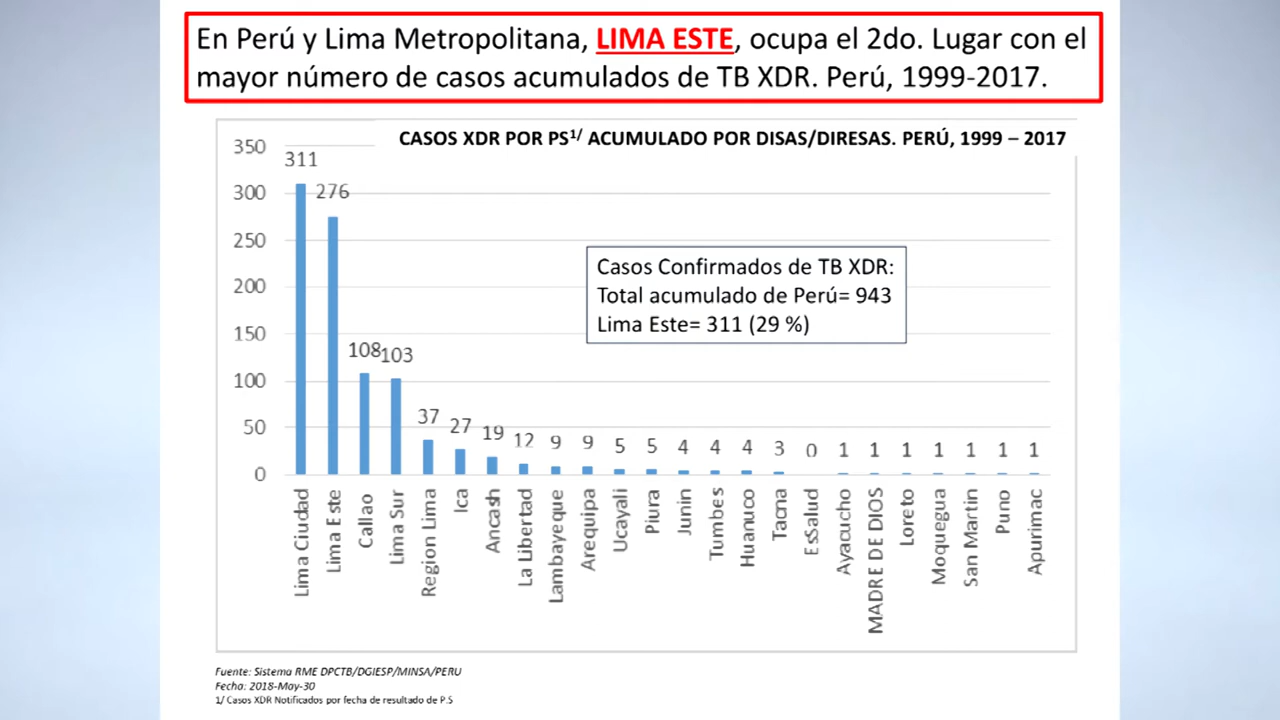 En Perú y Lima Metropolitana, LIMA ESTE, ocupa el 2do. Lugar con el
mayor número de casos acumulados de TB XDR. Perú, 1999-2017.
CASOS XDR POR PS1/ ACUMULADO POR DISAS/DIRESAS. PERÚ, 1999 – 2017
350
300
250
200
150
100
50
0
311
276
108
103
37
27
19
12
9
9
5
5
4
4
4
3
0
1
1
1
1
1
1
1
Casos Confirmados de TB XDR:
Total acumulado de Perú= 943
Lima Este= 311 (29 %)
Lima Ciudad
Lima Este
Callao
Lima Sur
Region Lima
Ica
Ancash
La Libertad
Lambayeque
Arequipa
Ucayali
Piura
Junin
Tumbes
Huanuco
Tacna
EsSalud
Ayacucho
MADRE DE DIOS
Loreto
Moquegua
San Martin
Puno
Apurimac
Fuente: Sistema RME DPCTB/DGIESP/MINSA/PERU
Fecha: 2018-May-30
1/ Casos XDR Notificados por fecha de resultado de P.S